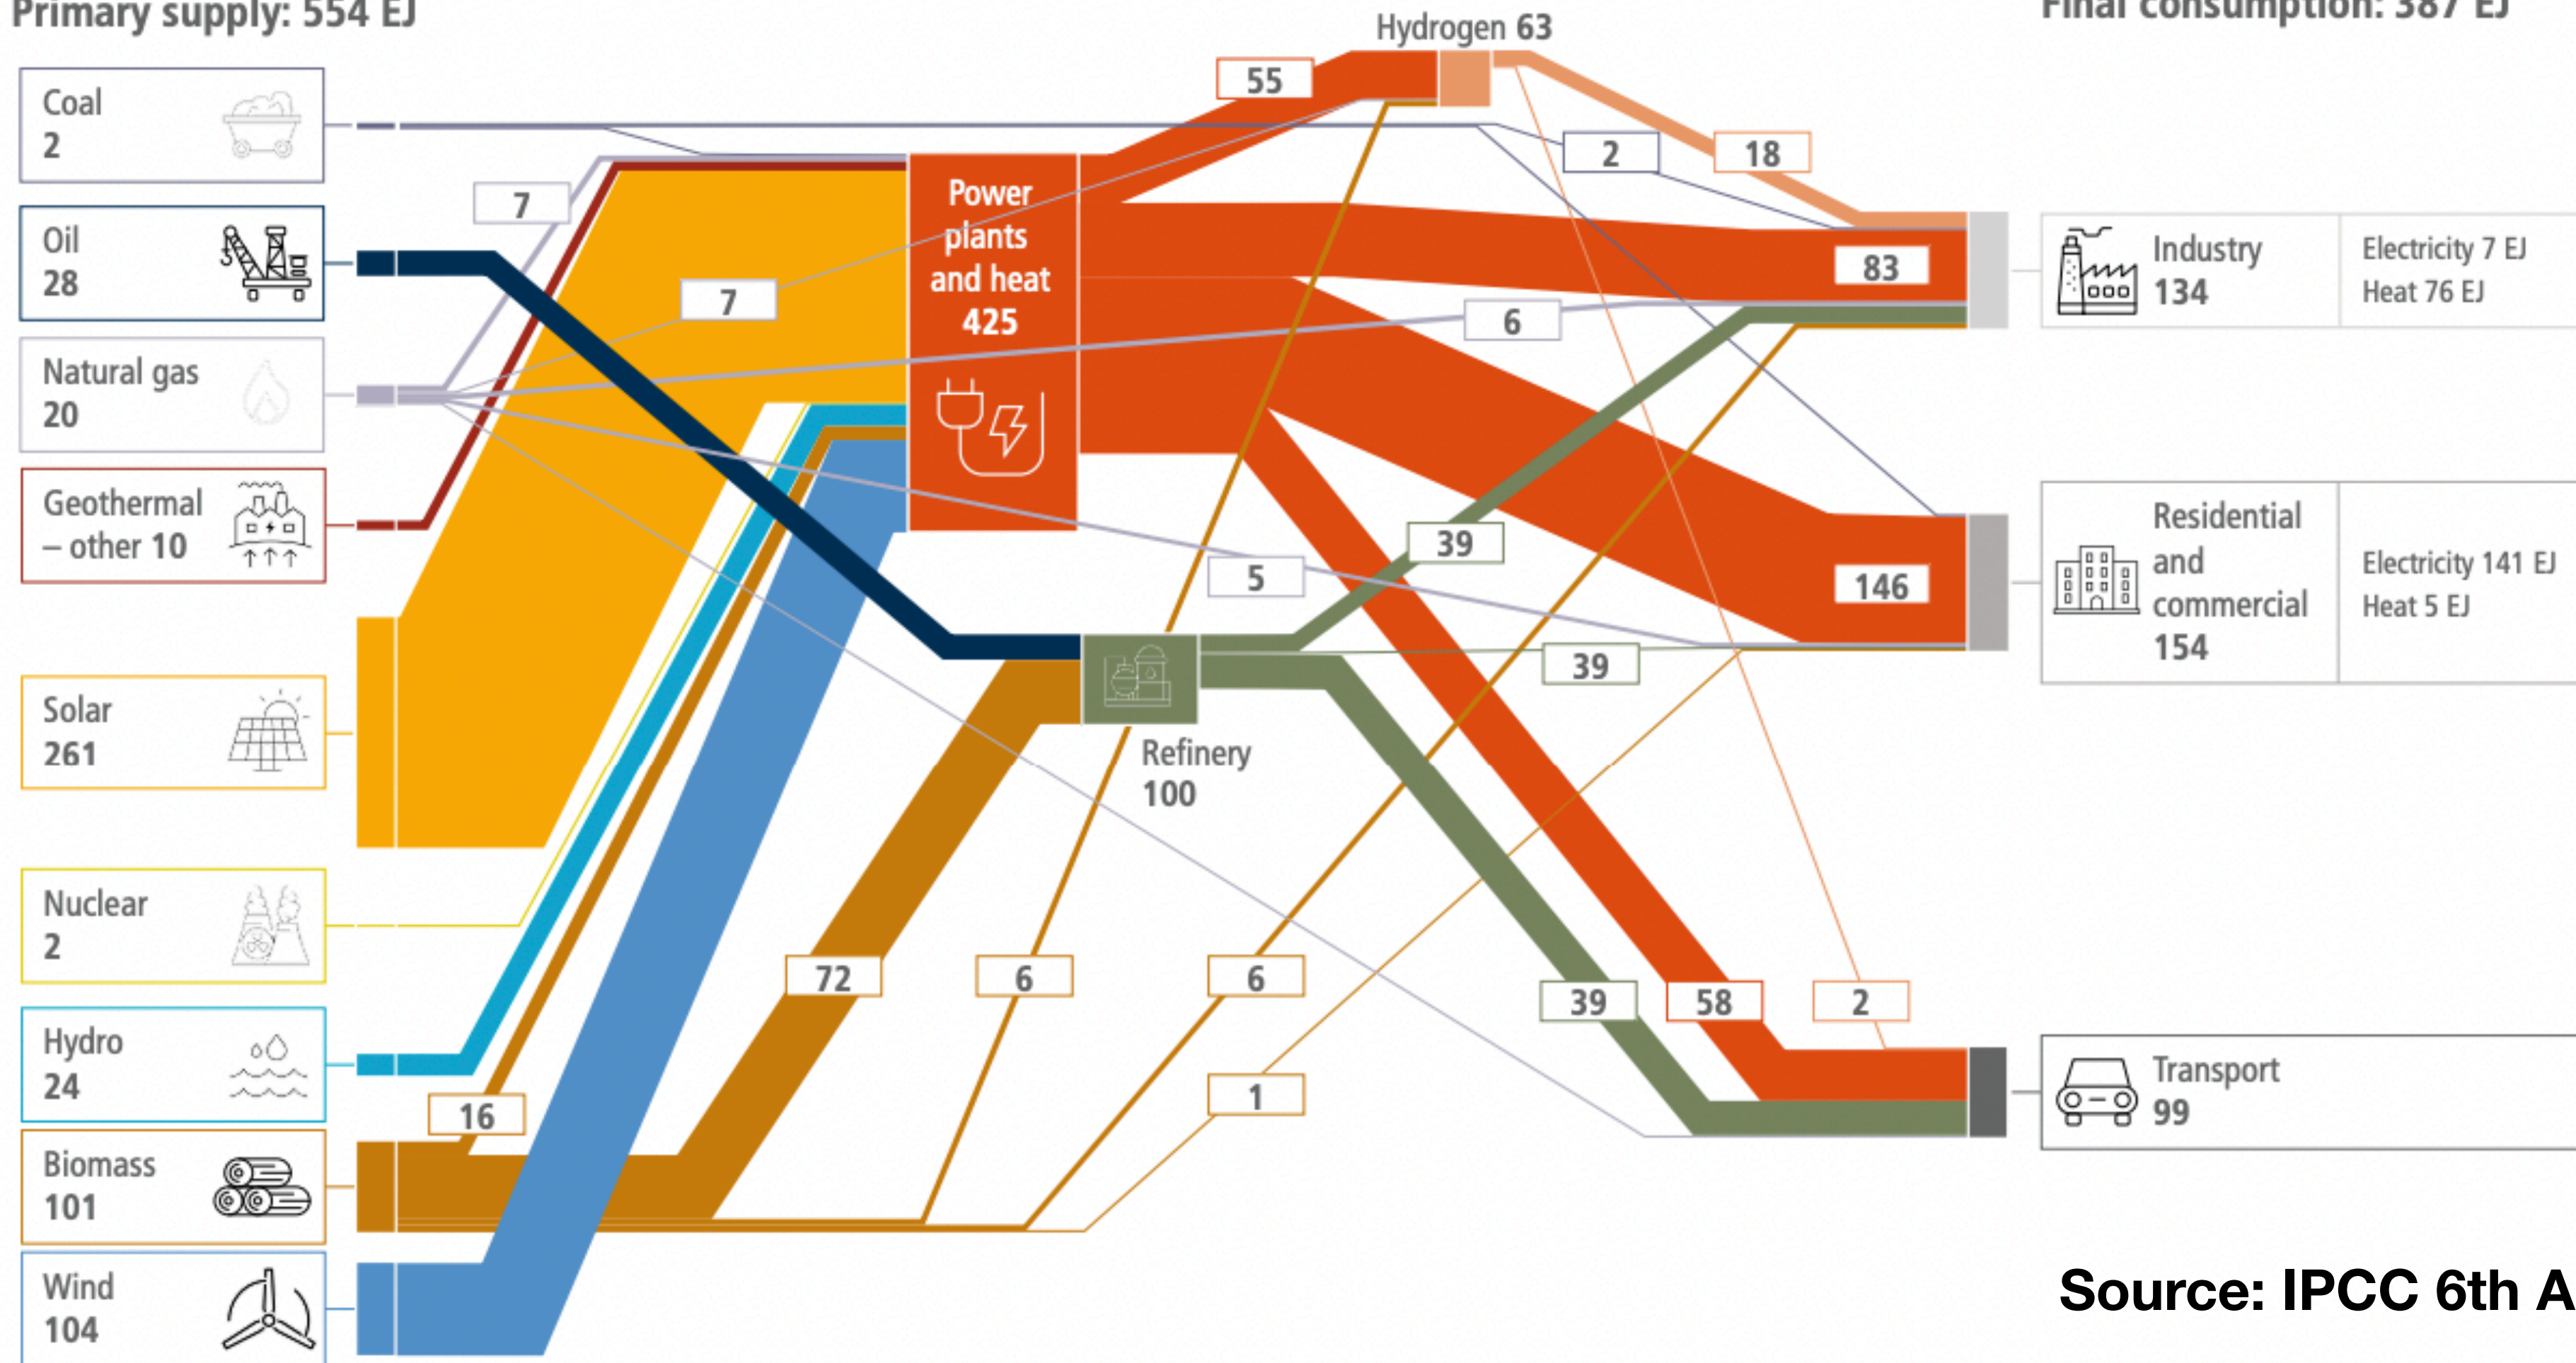 Primary supply: 554 EJ
Final consumption: 387 EJ
Hydrogen 63
Coal
2
Oil
28
Natural gas
20
Geothermal
– other 10
Solar
261
Nuclear
2
Hydro
24
Biomass
101
Wind
104
7
7
16
Power
plants
and heat
425
55
2
18
83
6
39
5
146
39
Refinery
100
72
6
6
1
39
58
2
Industry
134
Electricity 7 EJ
Heat 76 EJ
Residential
and
commercial
154
Electricity 141 EJ
Heat 5 EJ
Transport
99
Source: IPCC 6th A